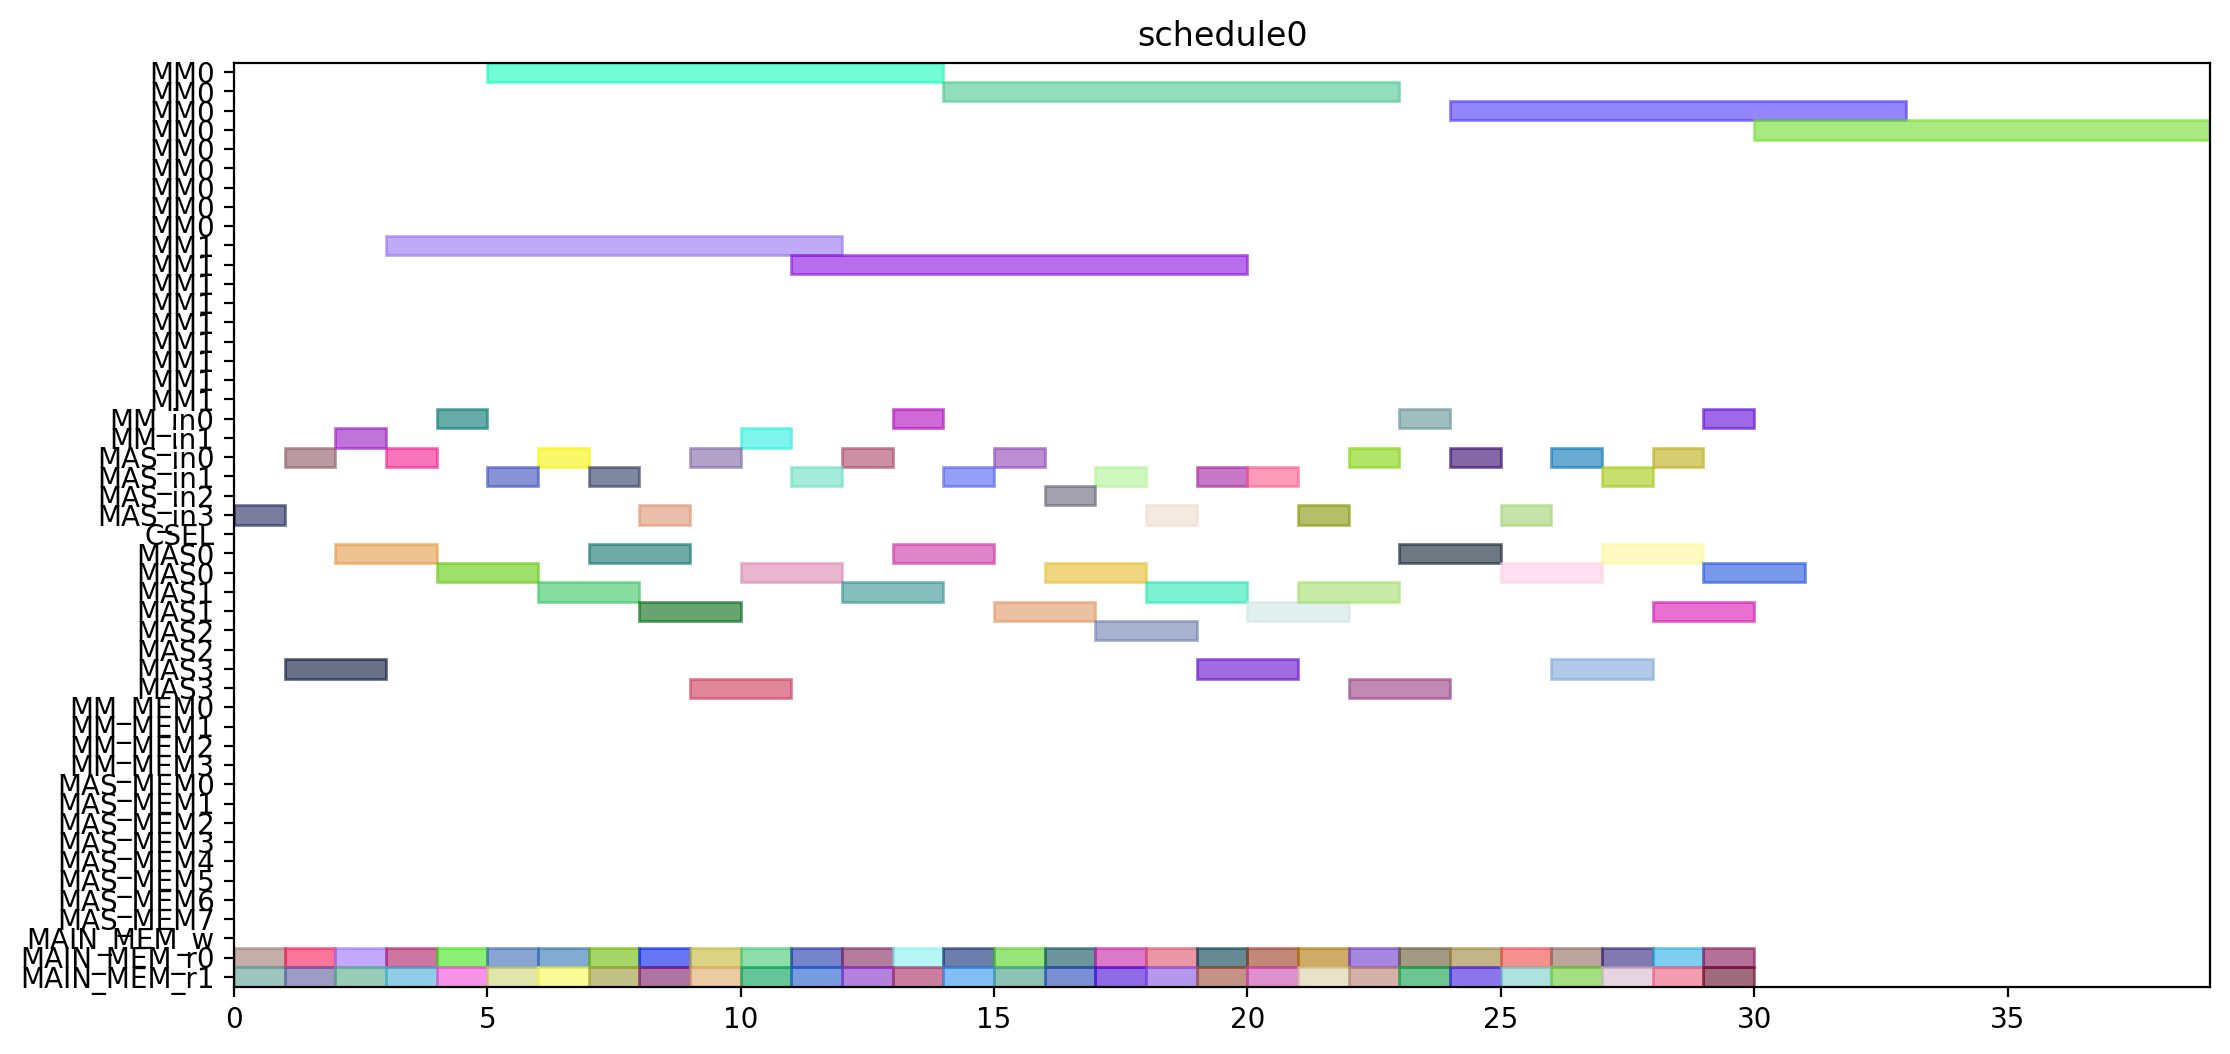 schedule0
MM0
MM0
MM0
MM0
MM0
MM0
MM0
MM0
MM0
MM1
MM1
MM1
MM1
MM1
MM1
MM1
MM1
MM1
MM_in0
MM_in1
MAS_in0
MAS_in1
MAS_in2
MAS_in3
CSEL
MAS0
MAS0
MAS1
MAS1
MAS2
MAS2
MAS3
MAS3
MM_MEM0
MM_MEM1
MM_MEM2
MM_MEM3
MAS_MEM0
MAS_MEM1
MAS_MEM2
MAS_MEM3
MAS_MEM4
MAS_MEM5
MAS_MEM6
MAS_MEM7
MAIN_MEM_w
MAIN_MEM_r0
MAIN_MEM_r1
0 5 10 15 20 25 30 35